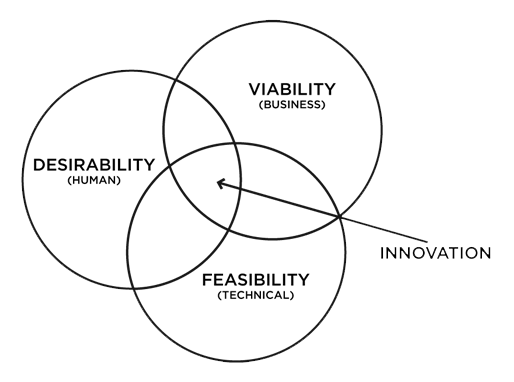 VIABILITY
(BUSINESS)
DESIRABILITY
(HUMAN)
INNOVATION
FEASIBILITY
(TECHNICAL)